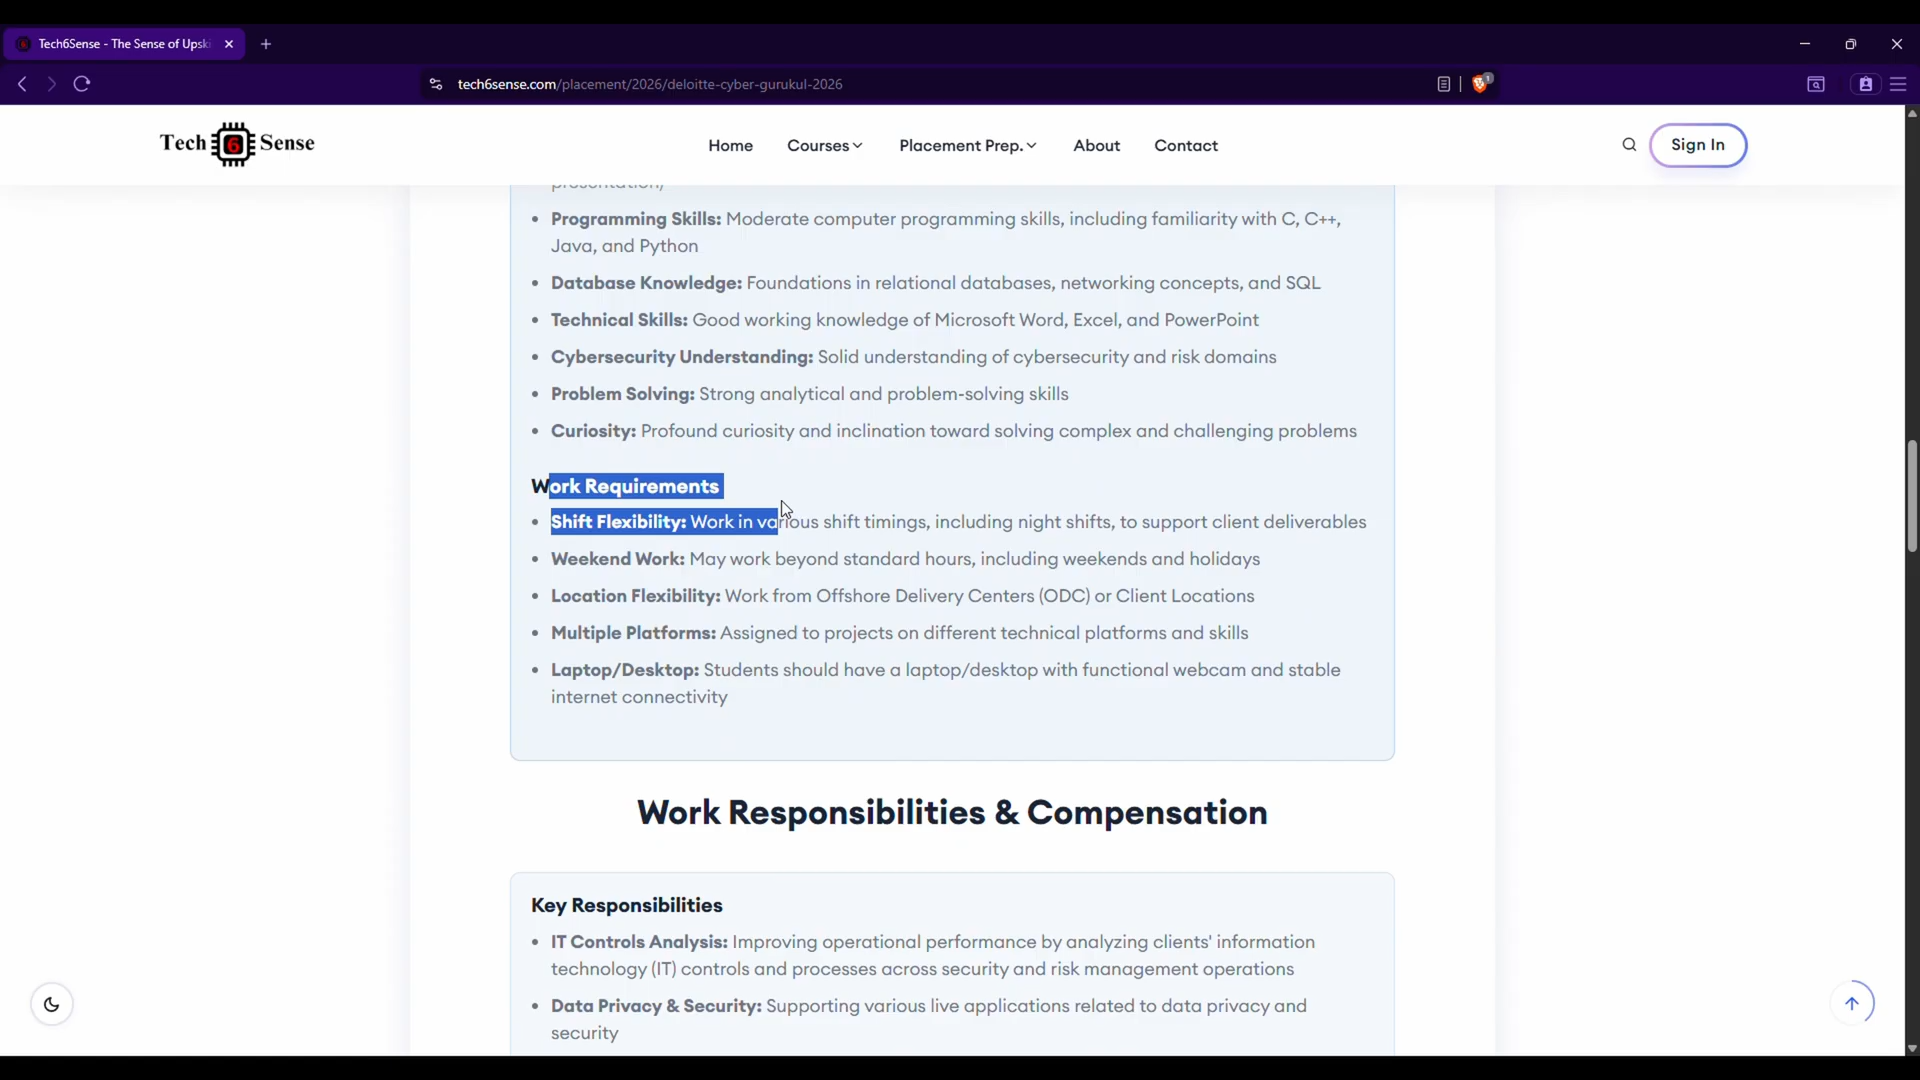 Tech6Sense - The Sense of Upski
tech6sense.com/placement/2026/deloitte-cyber-gurukul-2026
1
Tech 6 Sense
Home
Courses
Placement Prep.
About
Contact
Sign In
presentation)
• Programming Skills: Moderate computer programming skills, including familiarity with C, C++,
Java, and Python
• Database Knowledge: Foundations in relational databases, networking concepts, and SQL
• Technical Skills: Good working knowledge of Microsoft Word, Excel, and PowerPoint
• Cybersecurity Understanding: Solid understanding of cybersecurity and risk domains
• Problem Solving: Strong analytical and problem-solving skills
• Curiosity: Profound curiosity and inclination toward solving complex and challenging problems
Work Requirements
• Shift Flexibility: Work in various shift timings, including night shifts, to support client deliverables
• Weekend Work: May work beyond standard hours, including weekends and holidays
• Location Flexibility: Work from Offshore Delivery Centers (ODC) or Client Locations
• Multiple Platforms: Assigned to projects on different technical platforms and skills
• Laptop/Desktop: Students should have a laptop/desktop with functional webcam and stable
internet connectivity
Work Responsibilities & Compensation
Key Responsibilities
• IT Controls Analysis: Improving operational performance by analyzing clients' information
technology (IT) controls and processes across security and risk management operations
• Data Privacy & Security: Supporting various live applications related to data privacy and
security